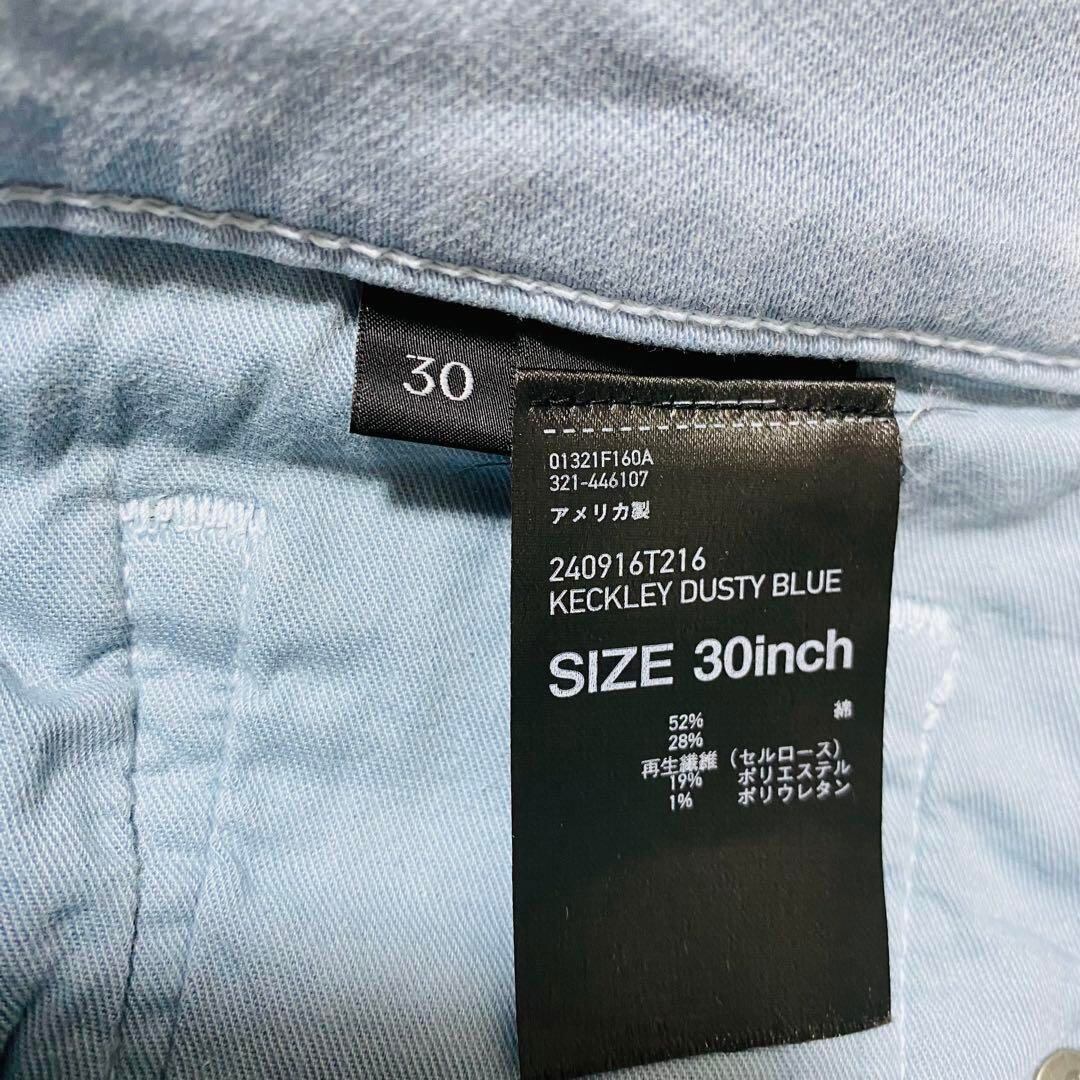 30
01321F160A
321-446107
アメリカ製
240916T216
KECKLEY DUSTY BLUE
SIZE 30inch
52% 綿
28%
再生繊維 (セルロース)
19% ポリエステル
1% ポリウレタン